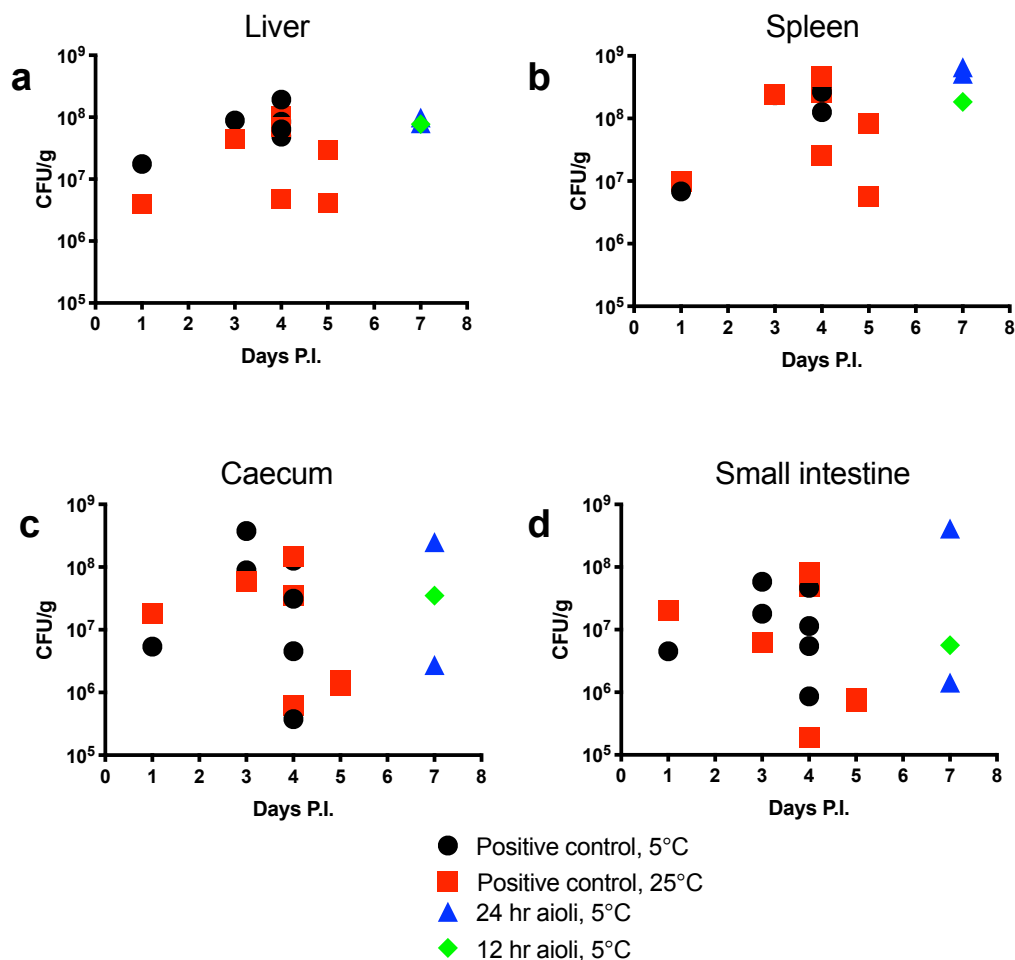 Liver
a
10⁹
10⁸
10⁷
10⁶
10⁵
CFU/g
0 1 2 3 4 5 6 7 8
Days P.I.
Spleen
b
10⁹
10⁸
10⁷
10⁶
10⁵
CFU/g
0 1 2 3 4 5 6 7 8
Days P.I.
Caecum
c
10⁹
10⁸
10⁷
10⁶
10⁵
CFU/g
0 1 2 3 4 5 6 7 8
Days P.I.
Small intestine
d
10⁹
10⁸
10⁷
10⁶
10⁵
CFU/g
0 1 2 3 4 5 6 7 8
Days P.I.
Positive control, 5°C
Positive control, 25°C
24 hr aioli, 5°C
12 hr aioli, 5°C